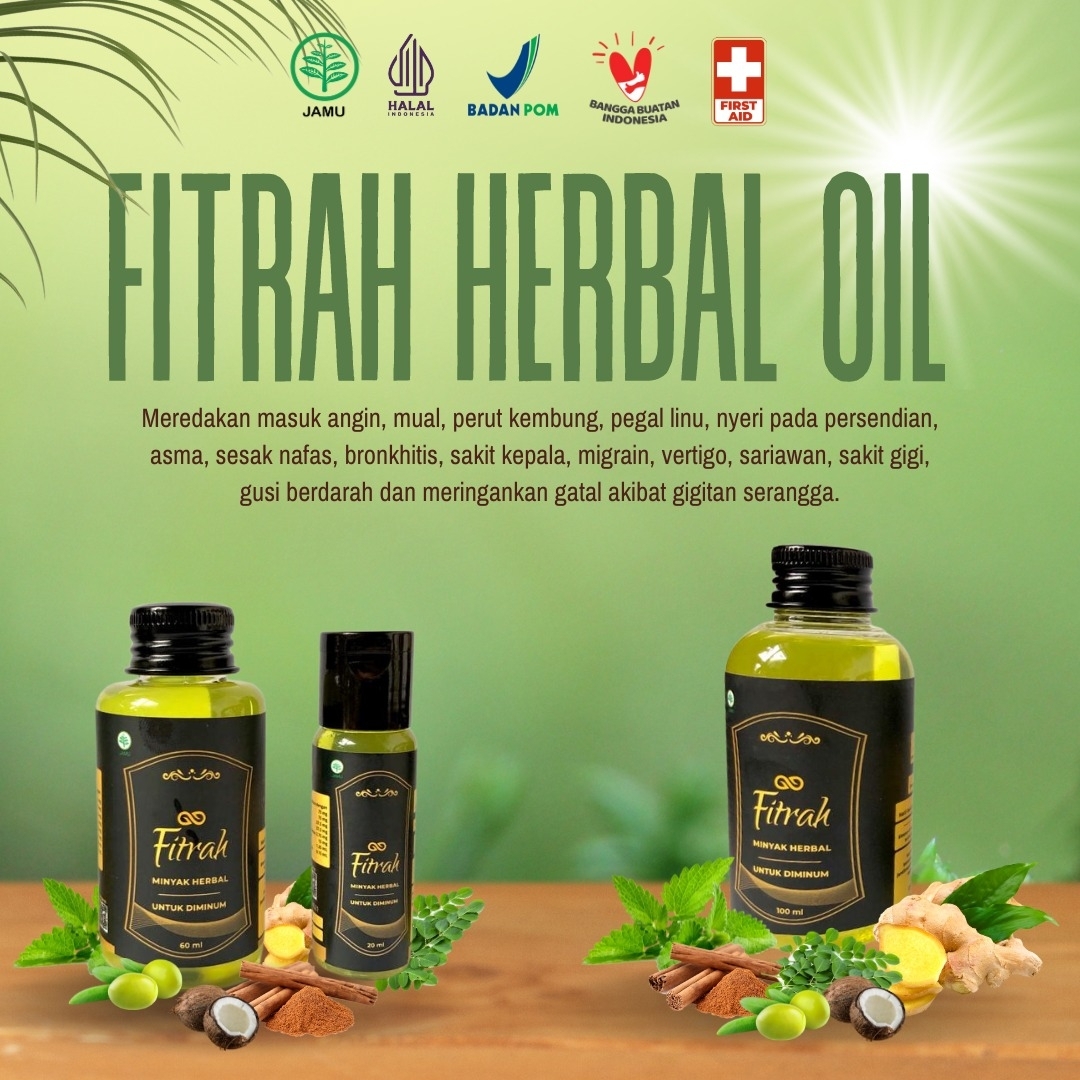 JAMU
HALAL
INDONESIA
BADAN POM
BANGGA BUATAN
INDONESIA
FIRST
AID
FITRAH HERBAL OIL
Meredakan masuk angin, mual, perut kembung, pegal linu, nyeri pada persendian,
asma, sesak nafas, bronkhitis, sakit kepala, migrain, vertigo, sariawan, sakit gigi,
gusi berdarah dan meringankan gatal akibat gigitan serangga.
Fitrah
MINYAK HERBAL
UNTUK DIMINUM
60 ml
Fitrah
MINYAK HERBAL
UNTUK DIMINUM
20 ml
Fitrah
MINYAK HERBAL
UNTUK DIMINUM
100 ml